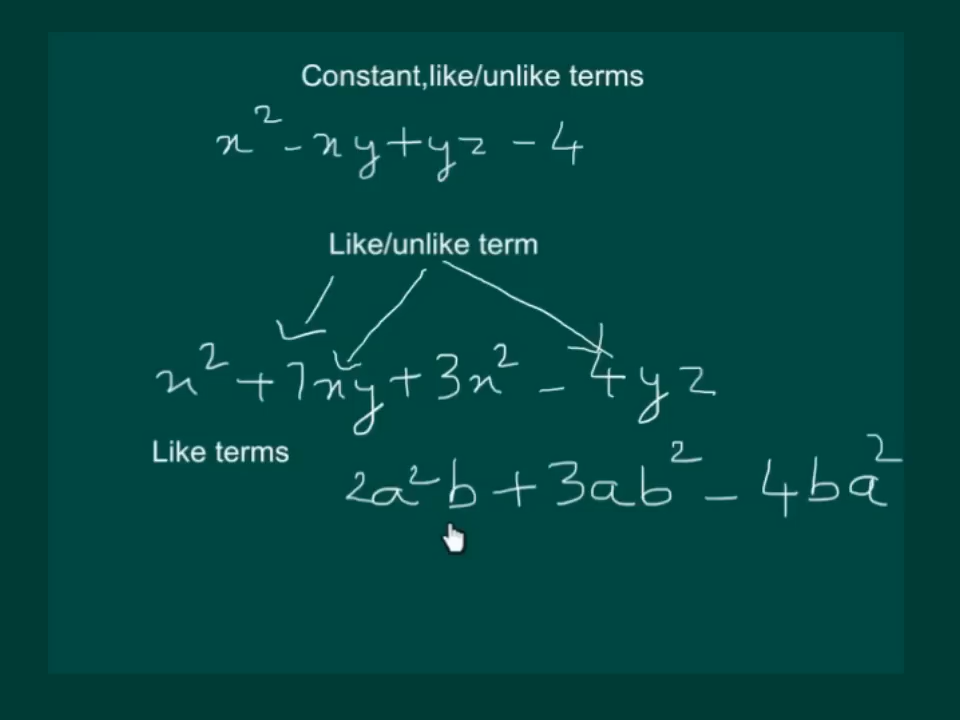 Constant,like/unlike terms
x² - xy + yz - 4
Like/unlike term
x² + 7xy + 3x² - 4yz
Like terms
2a²b + 3ab² - 4ba²